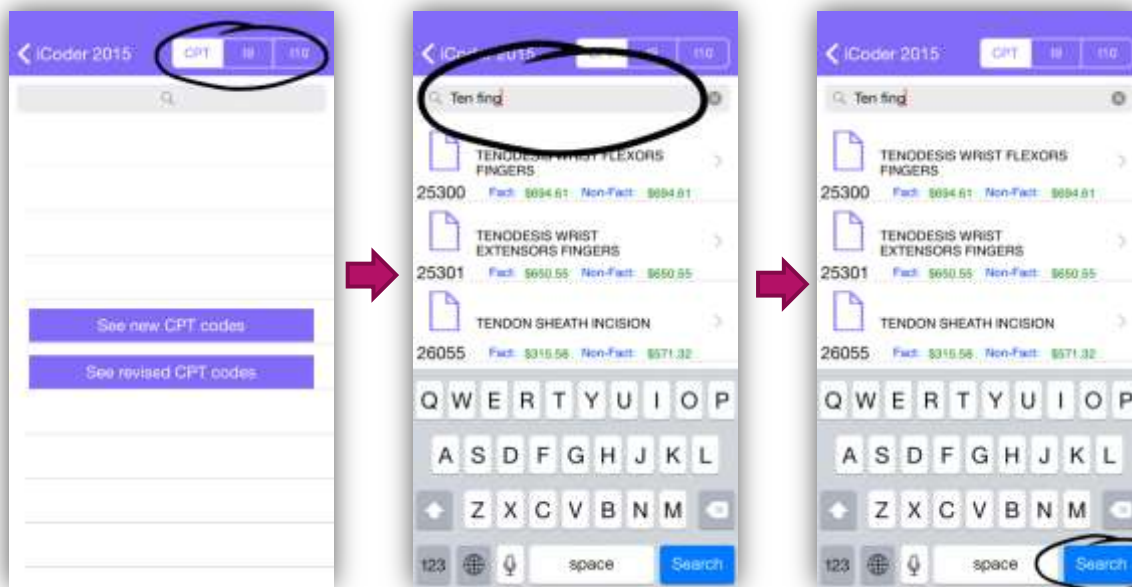 iCoder 2015
CPT I9 I10
See new CPT codes
See revised CPT codes
iCoder 2015
I10
Ten fing
TENODESIS WRIST FLEXORS
FINGERS
25300 Fact: $694.61 Non-Fact: $694.61
TENODESIS WRIST
EXTENSORS FINGERS
25301 Fact: $650.55 Non-Fact: $650.55
TENDON SHEATH INCISION
26055 Fact: $315.58 Non-Fact: $571.32
Q W E R T Y U I O P
A S D F G H J K L
Z X C V B N M
123 space Search
iCoder 2015
CPT I9 I10
Ten fing
TENODESIS WRIST FLEXORS
FINGERS
25300 Fact: $694.61 Non-Fact: $694.61
TENODESIS WRIST
EXTENSORS FINGERS
25301 Fact: $650.55 Non-Fact: $650.55
TENDON SHEATH INCISION
26055 Fact: $315.58 Non-Fact: $571.32
Q W E R T Y U I O P
A S D F G H J K L
Z X C V B N M
123 space Search